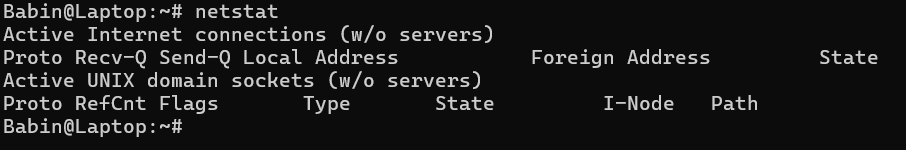 Babin@Laptop:~# netstat
Active Internet connections (w/o servers)
Proto Recv-Q Send-Q Local Address           Foreign Address         State
Active UNIX domain sockets (w/o servers)
Proto RefCnt Flags       Type       State         I-Node   Path
Babin@Laptop:~#